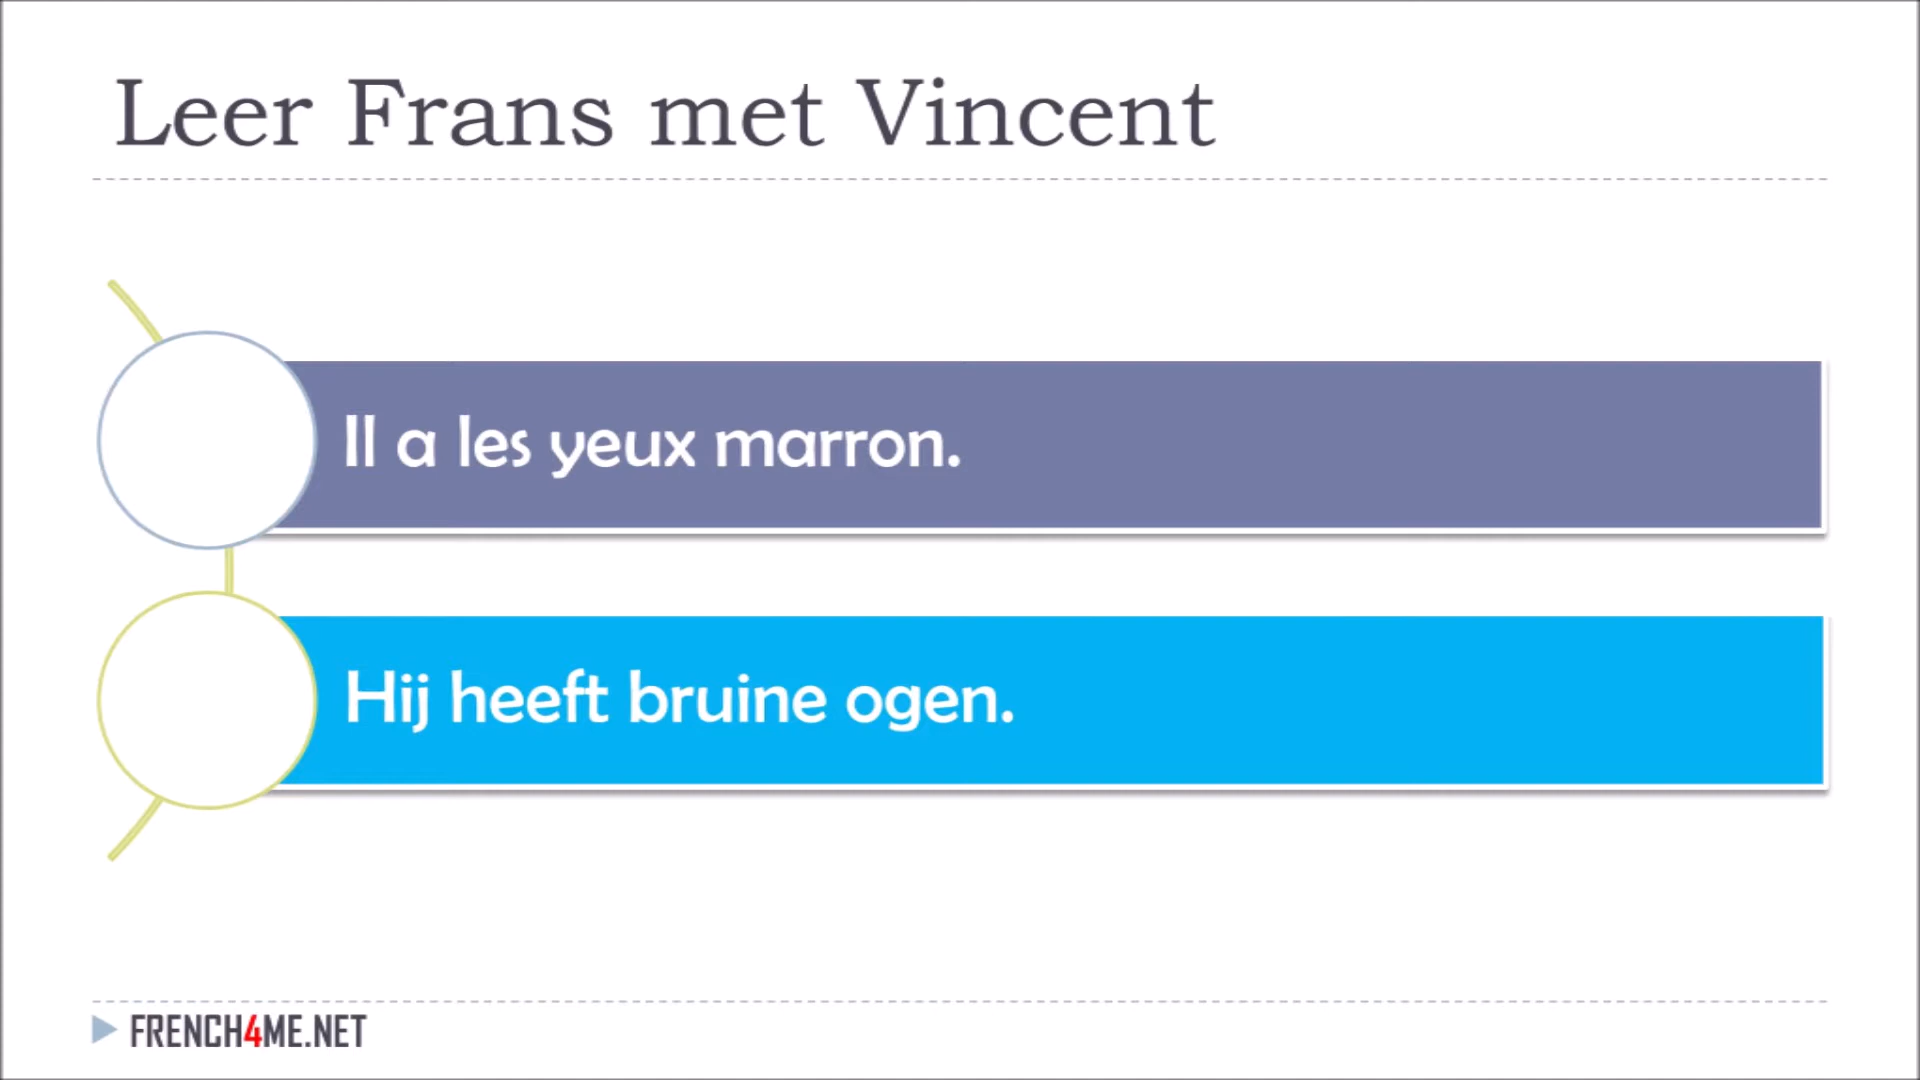 Leer Frans met Vincent
Il a les yeux marron.
Hij heeft bruine ogen.
FRENCH4ME.NET